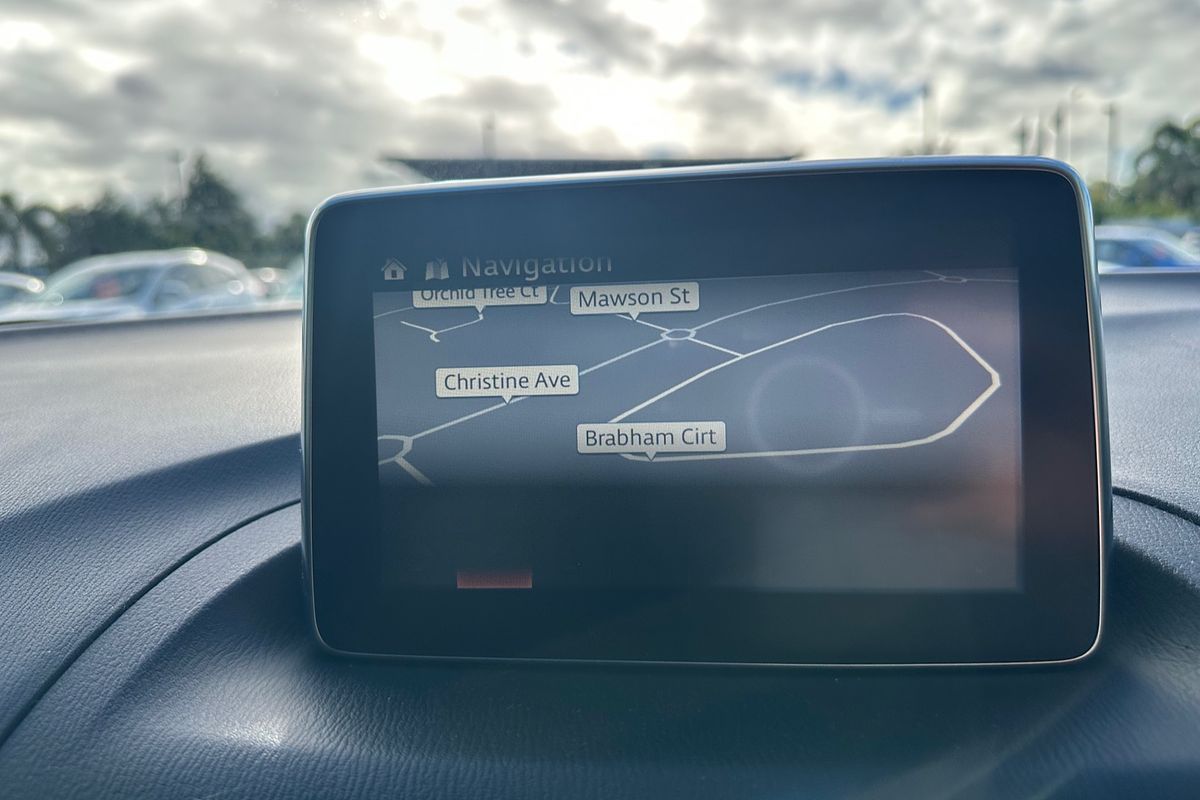 Navigation
Orchid Tree Ct
Mawson St
Christine Ave
Brabham Cirt